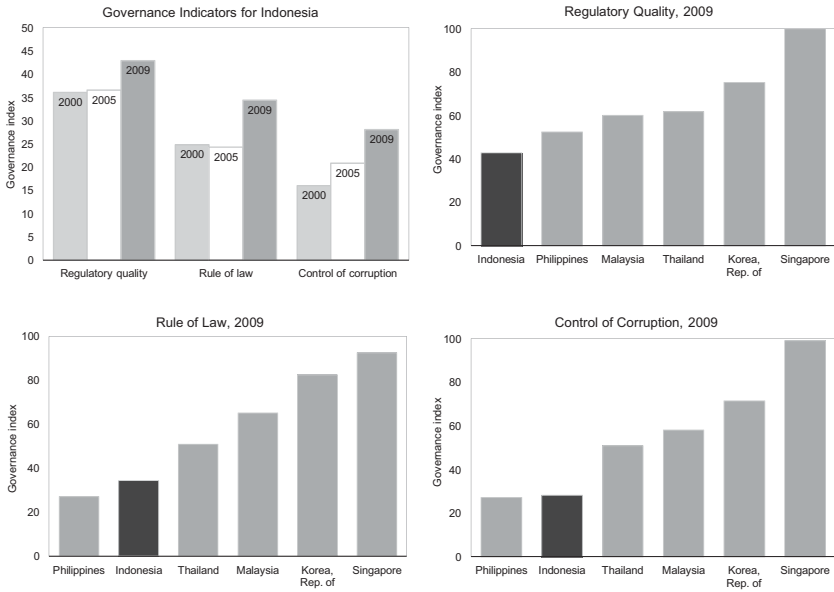 Governance Indicators for Indonesia
Governance index
50
45
40
35
30
25
20
15
10
5
0
2000
2005
2009
2000
2005
2009
2000
2005
2009
Regulatory quality
Rule of law
Control of corruption
Regulatory Quality, 2009
Governance index
100
80
60
40
20
0
Indonesia
Philippines
Malaysia
Thailand
Korea,
Rep. of
Singapore
Rule of Law, 2009
Governance index
100
80
60
40
20
0
Philippines
Indonesia
Thailand
Malaysia
Korea,
Rep. of
Singapore
Control of Corruption, 2009
Governance index
100
80
60
40
20
0
Philippines
Indonesia
Thailand
Malaysia
Korea,
Rep. of
Singapore